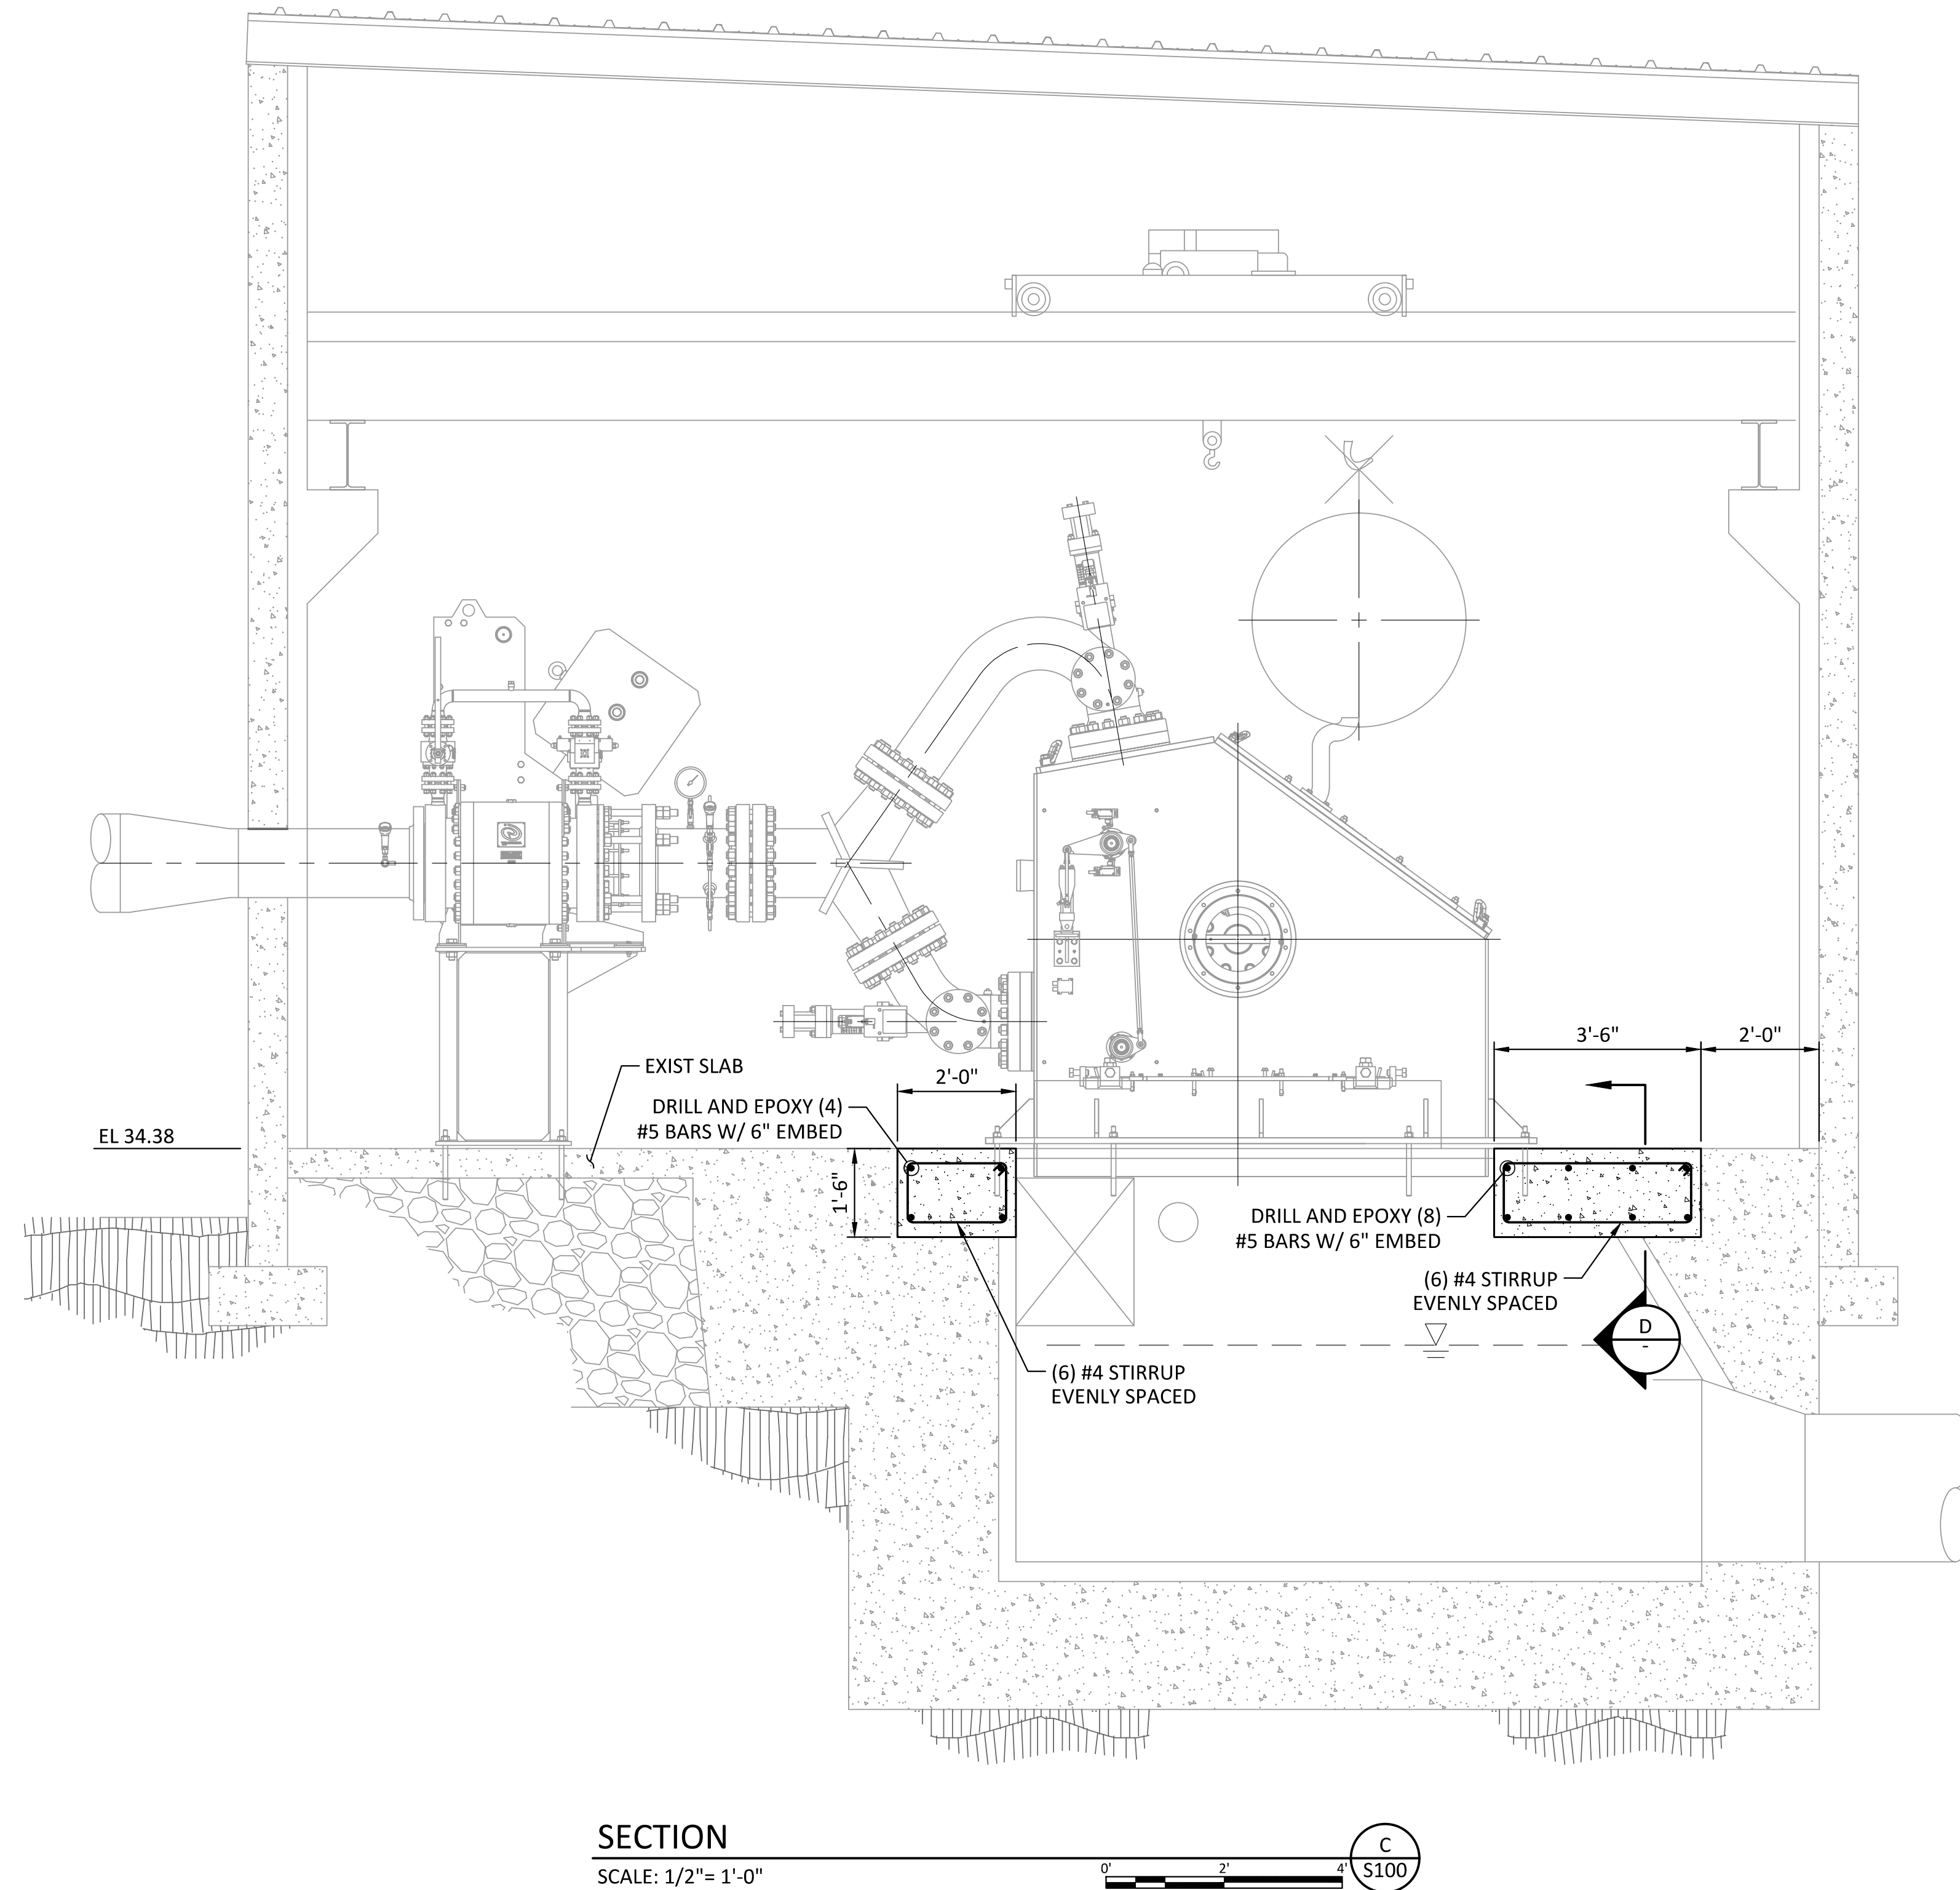 3'-6"
2'-0"
EXIST SLAB
2'-0"
DRILL AND EPOXY (4)
#5 BARS W/ 6" EMBED
EL 34.38
1'-6"
DRILL AND EPOXY (8)
#5 BARS W/ 6" EMBED
(6) #4 STIRRUP
EVENLY SPACED
D
-
(6) #4 STIRRUP
EVENLY SPACED
SECTION
SCALE: 1/2"= 1'-0"
0'
2'
4'
C
S100